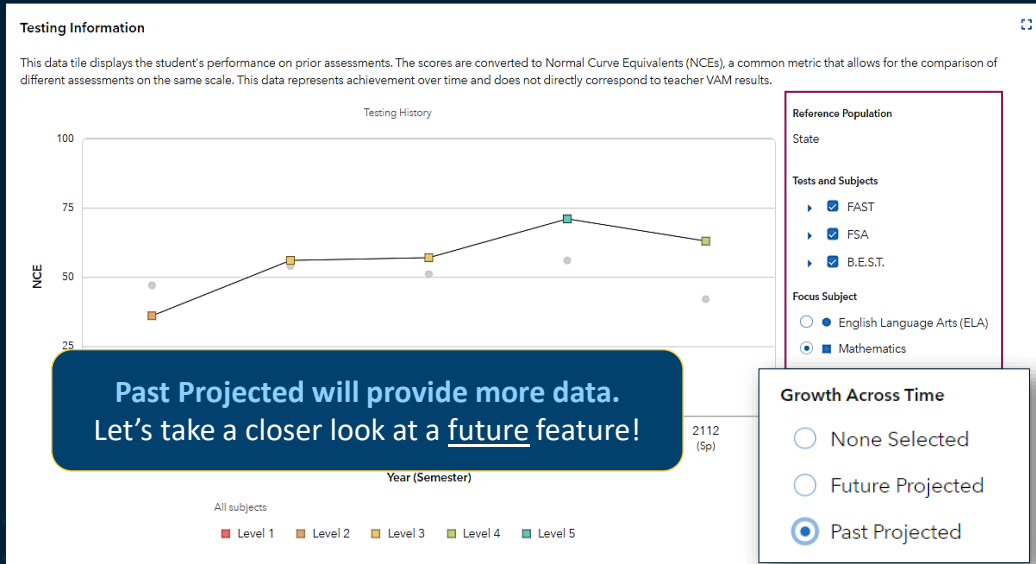 Testing Information
This data tile displays the student's performance on prior assessments. The scores are converted to Normal Curve Equivalents (NCEs), a common metric that allows for the comparison of
different assessments on the same scale. This data represents achievement over time and does not directly correspond to teacher VAM results.
Testing History
100
75
50
25
NCE
Past Projected will provide more data.
Let's take a closer look at a future feature!
2112
(Sp)
Year (Semester)
All subjects
Level 1 Level 2 Level 3 Level 4 Level 5
Reference Population
State
Tests and Subjects
FAST
FSA
B.E.S.T.
Focus Subject
English Language Arts (ELA)
Mathematics
Growth Across Time
None Selected
Future Projected
Past Projected